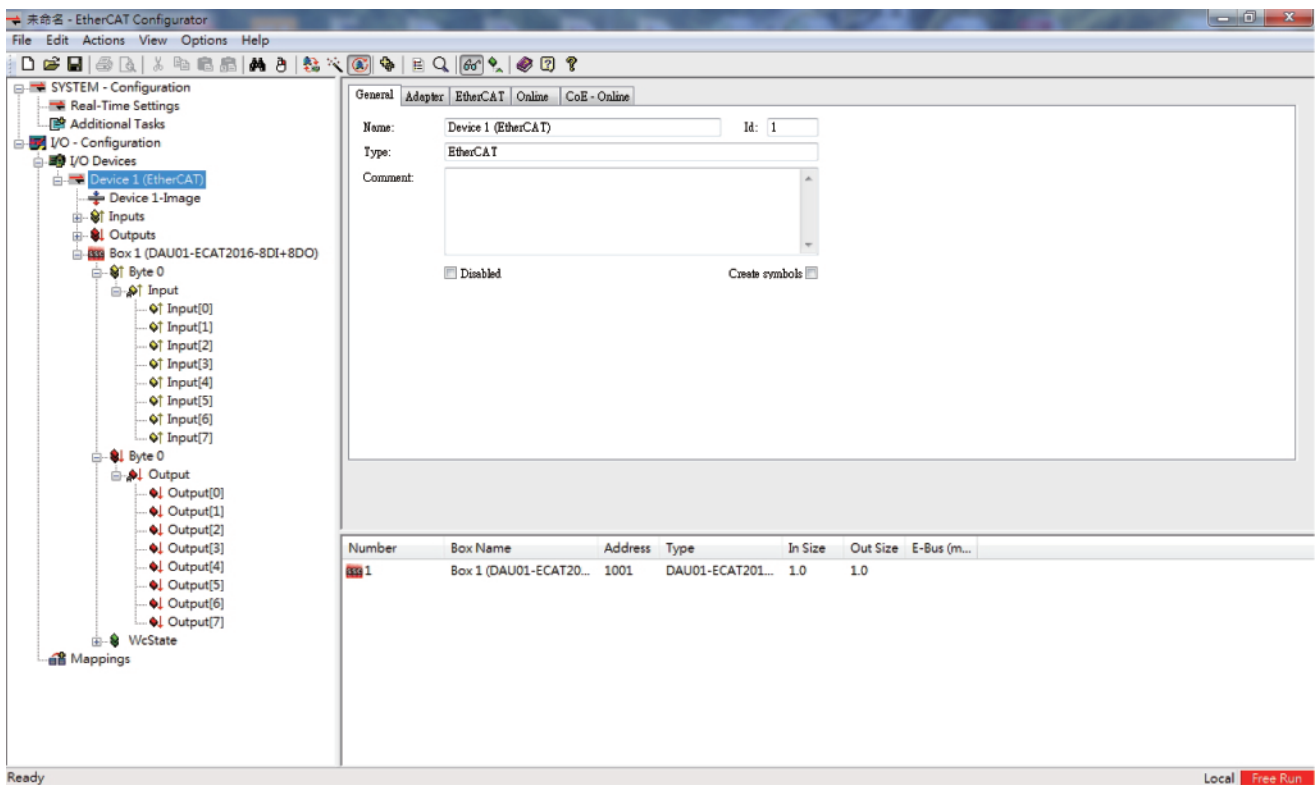 未命名 - EtherCAT Configurator
File Edit Actions View Options Help
SYSTEM - Configuration
Real-Time Settings
Additional Tasks
I/O - Configuration
I/O Devices
Device 1 (EtherCAT)
Device 1-Image
Inputs
Outputs
Box 1 (DAU01-ECAT2016-8DI+8DO)
Byte 0
Input
Input[0]
Input[1]
Input[2]
Input[3]
Input[4]
Input[5]
Input[6]
Input[7]
Byte 0
Output
Output[0]
Output[1]
Output[2]
Output[3]
Output[4]
Output[5]
Output[6]
Output[7]
WcState
Mappings
General Adapter EtherCAT Online CoE - Online
Name: Device 1 (EtherCAT) Id: 1
Type: EtherCAT
Comment:
Disabled Create symbols
Number Box Name Address Type In Size Out Size E-Bus (m...
1 Box 1 (DAU01-ECAT20... 1001 DAU01-ECAT201... 1.0 1.0
Ready Local Free Run